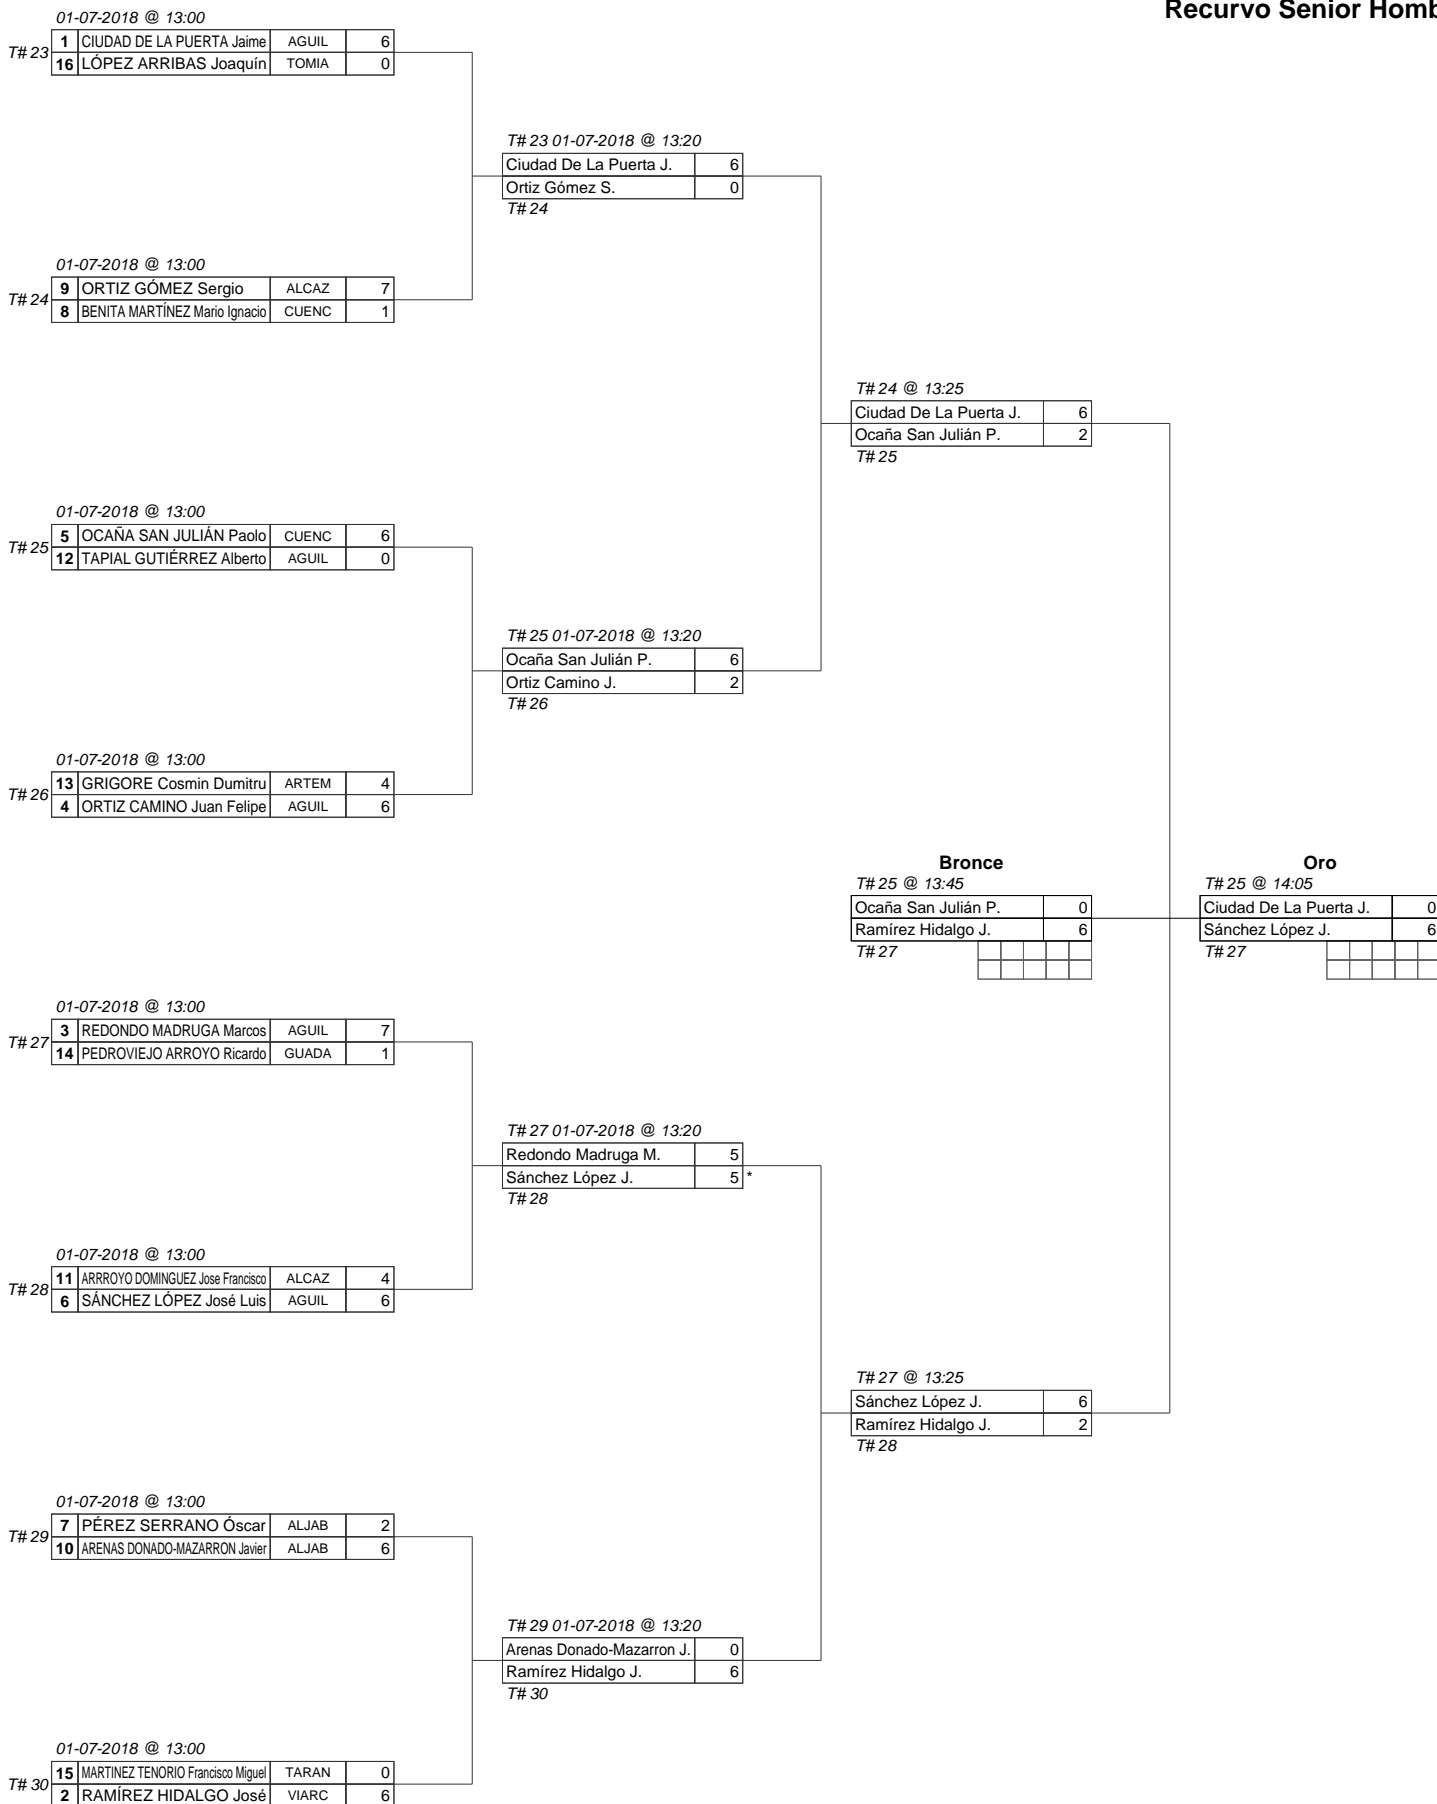 Recurvo Senior Homb
01-07-2018 @ 13:00
T# 23
1 CIUDAD DE LA PUERTA Jaime AGUIL 6
16 LÓPEZ ARRIBAS Joaquín TOMIA 0
T# 23 01-07-2018 @ 13:20
Ciudad De La Puerta J. 6
Ortiz Gómez S. 0
T# 24
01-07-2018 @ 13:00
T# 24
9 ORTIZ GÓMEZ Sergio ALCAZ 7
8 BENITA MARTÍNEZ Mario Ignacio CUENC 1
T# 24 @ 13:25
Ciudad De La Puerta J. 6
Ocaña San Julián P. 2
T# 25
01-07-2018 @ 13:00
T# 25
5 OCAÑA SAN JULIÁN Paolo CUENC 6
12 TAPIAL GUTIÉRREZ Alberto AGUIL 0
T# 25 01-07-2018 @ 13:20
Ocaña San Julián P. 6
Ortiz Camino J. 2
T# 26
01-07-2018 @ 13:00
T# 26
13 GRIGORE Cosmin Dumitru ARTEM 4
4 ORTIZ CAMINO Juan Felipe AGUIL 6
Bronce
T# 25 @ 13:45
Ocaña San Julián P. 0
Ramírez Hidalgo J. 6
T# 27
Oro
T# 25 @ 14:05
Ciudad De La Puerta J. 0
Sánchez López J. 6
T# 27
01-07-2018 @ 13:00
T# 27
3 REDONDO MADRUGA Marcos AGUIL 7
14 PEDROVIEJO ARROYO Ricardo GUADA 1
T# 27 01-07-2018 @ 13:20
Redondo Madruga M. 5
Sánchez López J. 5 *
T# 28
01-07-2018 @ 13:00
T# 28
11 ARRROYO DOMINGUEZ Jose Francisco ALCAZ 4
6 SÁNCHEZ LÓPEZ José Luis AGUIL 6
T# 27 @ 13:25
Sánchez López J. 6
Ramírez Hidalgo J. 2
T# 28
01-07-2018 @ 13:00
T# 29
7 PÉREZ SERRANO Óscar ALJAB 2
10 ARENAS DONADO-MAZARRON Javier ALJAB 6
T# 29 01-07-2018 @ 13:20
Arenas Donado-Mazarron J. 0
Ramírez Hidalgo J. 6
T# 30
01-07-2018 @ 13:00
T# 30
15 MARTINEZ TENORIO Francisco Miguel TARAN 0
2 RAMÍREZ HIDALGO José VIARC 6